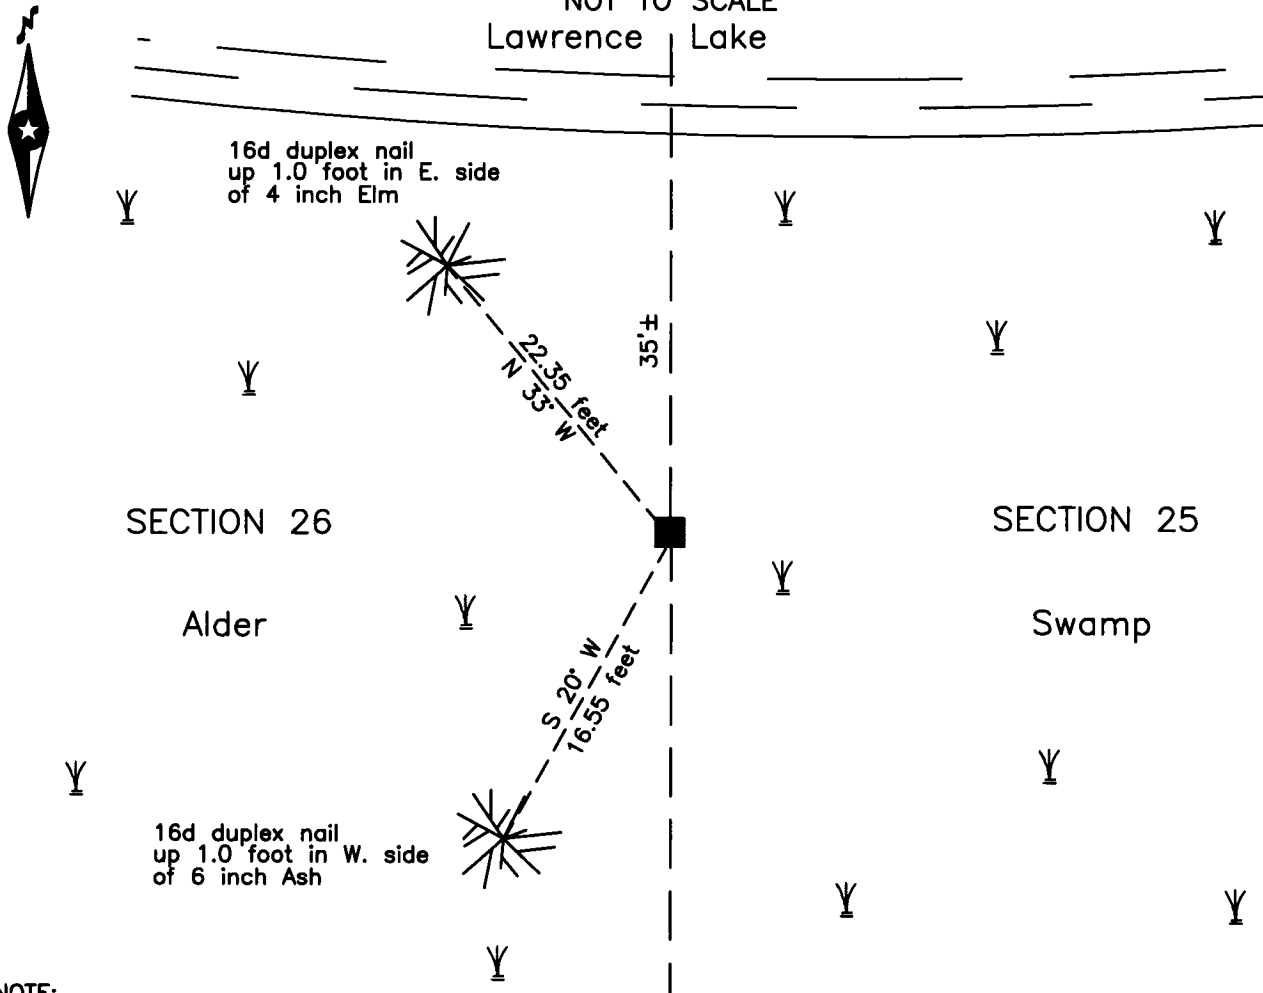 NOT TO SCALE
N
Lawrence Lake
16d duplex nail
up 1.0 foot in E. side
of 4 inch Elm
35'±
22.35 feet
N 33° W
SECTION 26
SECTION 25
Alder
Swamp
S 20° W
16.55 feet
16d duplex nail
up 1.0 foot in W. side
of 6 inch Ash
NOTE: